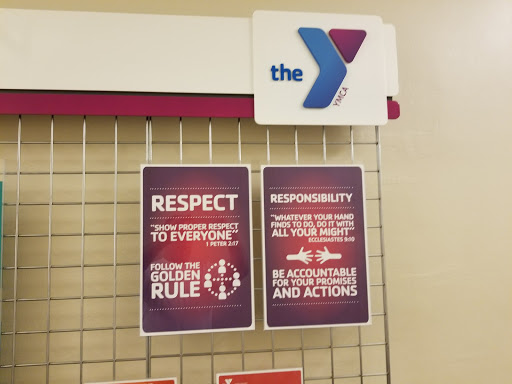 the
YMCA
RESPECT
"SHOW PROPER RESPECT
TO EVERYONE"
1 PETER 2:17
FOLLOW THE
GOLDEN
RULE
RESPONSIBILITY
"WHATEVER YOUR HAND
FINDS TO DO, DO IT WITH
ALL YOUR MIGHT"
ECCLESIASTES 9:10
BE ACCOUNTABLE
FOR YOUR PROMISES
AND ACTIONS